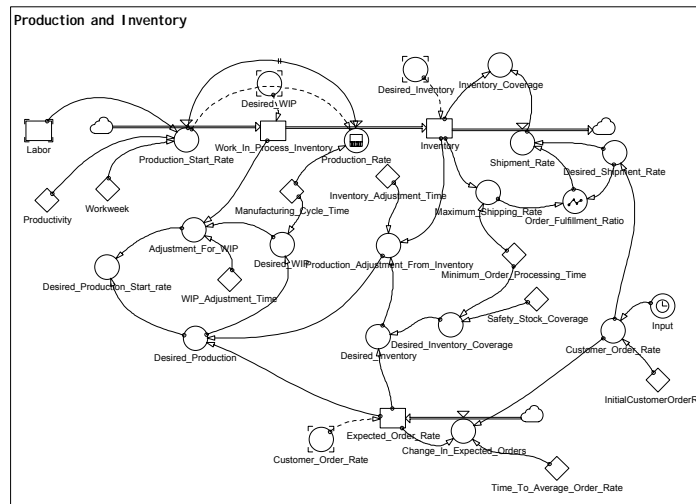 Production and Inventory
Desired_WIP
Desired_Inventory
Inventory_Coverage
Labor
Production_Start_Rate
Work_In_Process_Inventory
Production_Rate
Inventory
Shipment_Rate
Desired_Shipment_Rate
Productivity
Workweek
Manufacturing_Cycle_Time
Inventory_Adjustment_Time
Maximum_Shipping_Rate
Order_Fulfillment_Ratio
Adjustment_For_WIP
Desired_WIP
Production_Adjustment_From_Inventory
Minimum_Order_Processing_Time
Desired_Production_Start_rate
WIP_Adjustment_Time
Safety_Stock_Coverage
Input
Desired_Production
Desired_Inventory
Desired_Inventory_Coverage
Customer_Order_Rate
InitialCustomerOrderR
Expected_Order_Rate
Change_In_Expected_Orders
Customer_Order_Rate
Time_To_Average_Order_Rate